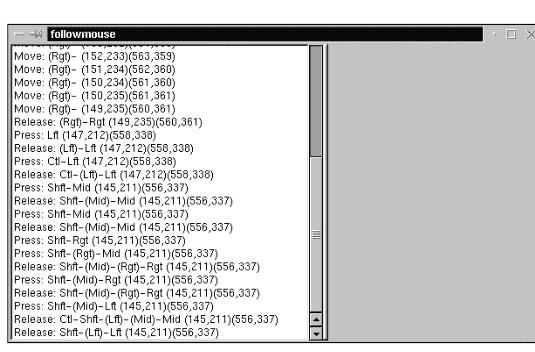 followmouse
Move: (Rgt)- (152,233)(563,359)
Move: (Rgt)- (151,234)(562,360)
Move: (Rgt)- (150,234)(561,360)
Move: (Rgt)- (150,235)(561,361)
Move: (Rgt)- (149,235)(560,361)
Release: (Rgt)-Rgt (149,235)(560,361)
Press: Lft (147,212)(558,338)
Release: (Lft)-Lft (147,212)(558,338)
Press: Ctl-Lft (147,212)(558,338)
Release: Ctl-(Lft)-Lft (147,212)(558,338)
Press: Shft-Mid (145,211)(556,337)
Release: Shft-(Mid)-Mid (145,211)(556,337)
Press: Shft-Mid (145,211)(556,337)
Release: Shft-(Mid)-Mid (145,211)(556,337)
Press: Shft-Rgt (145,211)(556,337)
Press: Shft-(Rgt)-Mid (145,211)(556,337)
Release: Shft-(Mid)-(Rgt)-Rgt (145,211)(556,337)
Press: Shft-(Mid)-Rgt (145,211)(556,337)
Release: Shft-(Mid)-(Rgt)-Rgt (145,211)(556,337)
Press: Shft-(Mid)-Lft (145,211)(556,337)
Release: Ctl-Shft-(Lft)-(Mid)-Mid (145,211)(556,337)
Release: Shft-(Lft)-Lft (145,211)(556,337)